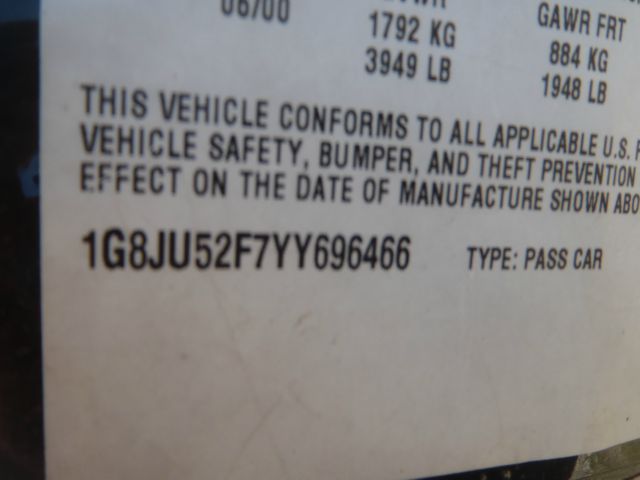 06/00
1792 KG
3949 LB
GAWR FRT
884 KG
1948 LB
THIS VEHICLE CONFORMS TO ALL APPLICABLE U.S. F
VEHICLE SAFETY, BUMPER, AND THEFT PREVENTION
EFFECT ON THE DATE OF MANUFACTURE SHOWN ABO
1G8JU52F7YY696466 TYPE: PASS CAR